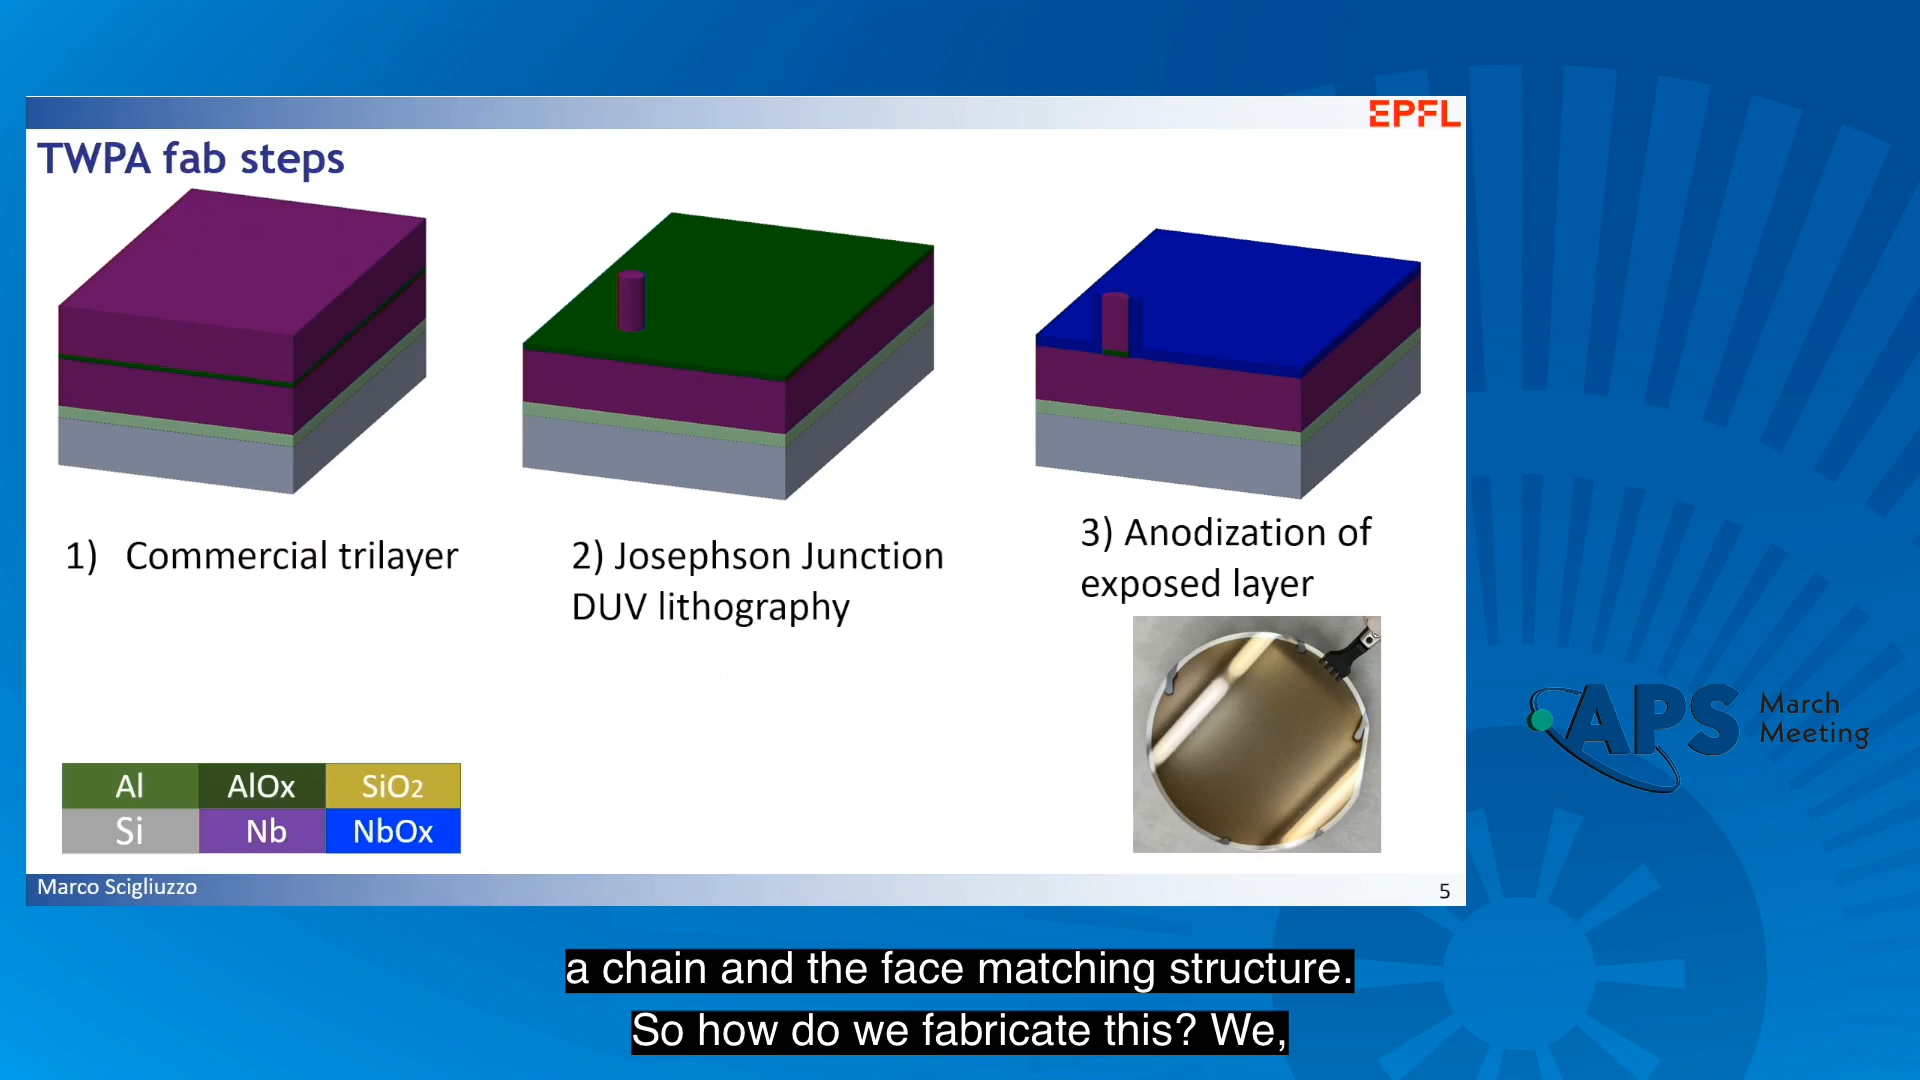 EPFL
TWPA fab steps
1) Commercial trilayer
2) Josephson Junction
DUV lithography
3) Anodization of
exposed layer
Al AlOx SiO2
Si Nb NbOx
Marco Scigliuzzo
5
APS March
Meeting
a chain and the face matching structure.
So how do we fabricate this? We,